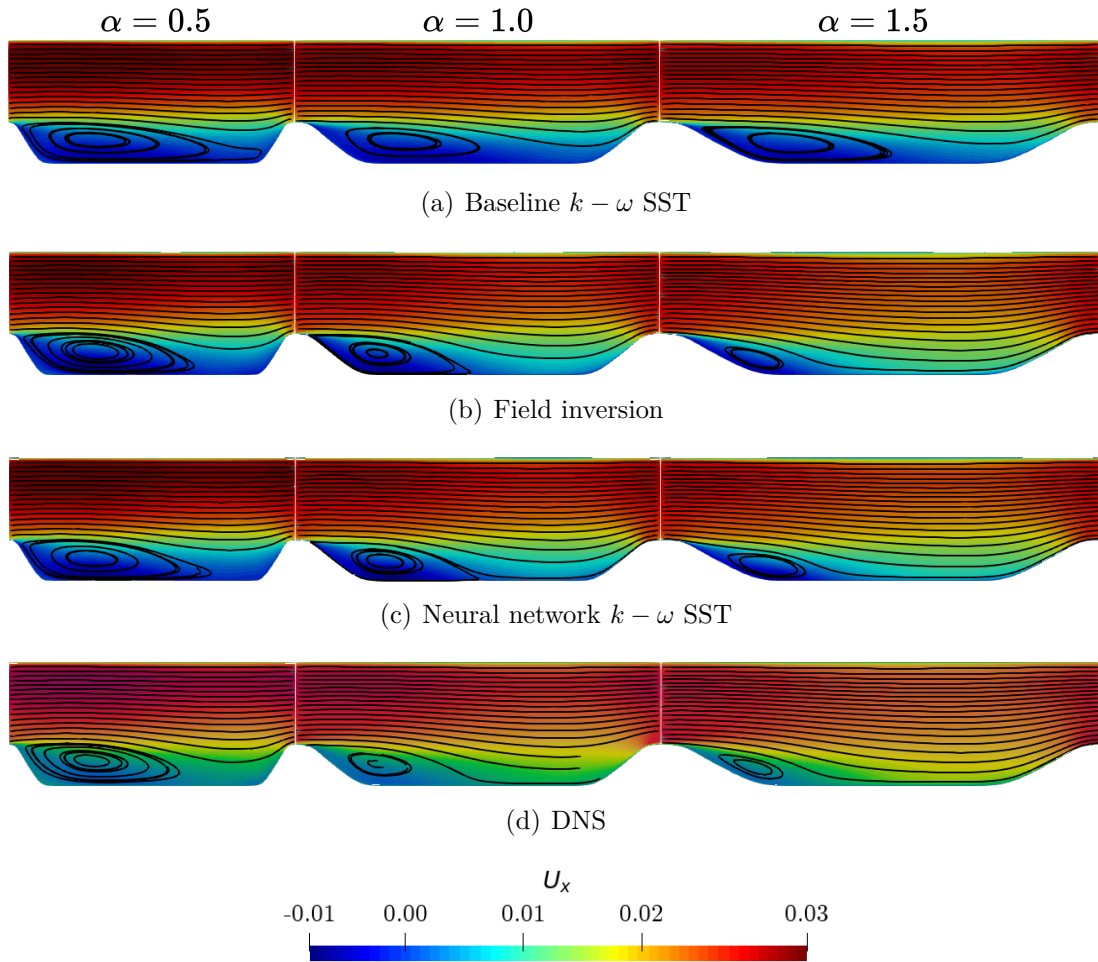 α = 0.5 α = 1.0 α = 1.5
(a) Baseline k − ω SST
(b) Field inversion
(c) Neural network k − ω SST
(d) DNS
U_x
-0.01 0.00 0.01 0.02 0.03